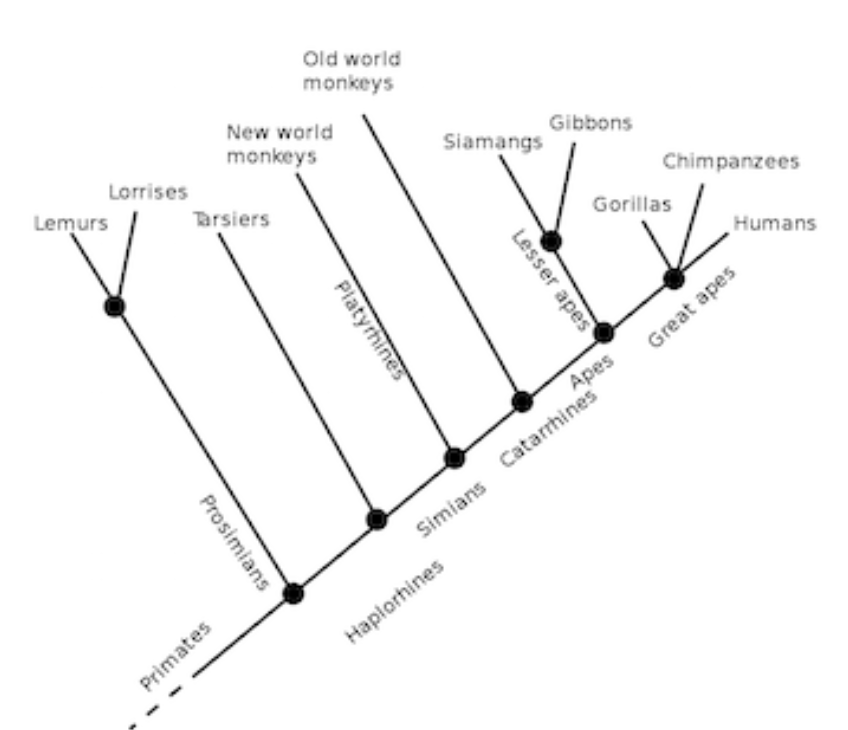 Old world
monkeys
New world
monkeys
Siamangs
Gibbons
Chimpanzees
Lorrises
Gorillas
Lemurs
Tarsiers
Humans
Lesser apes
Great apes
Platyrhines
Apes
Catarrhines
Simians
Prosimians
Haplorhines
Primates